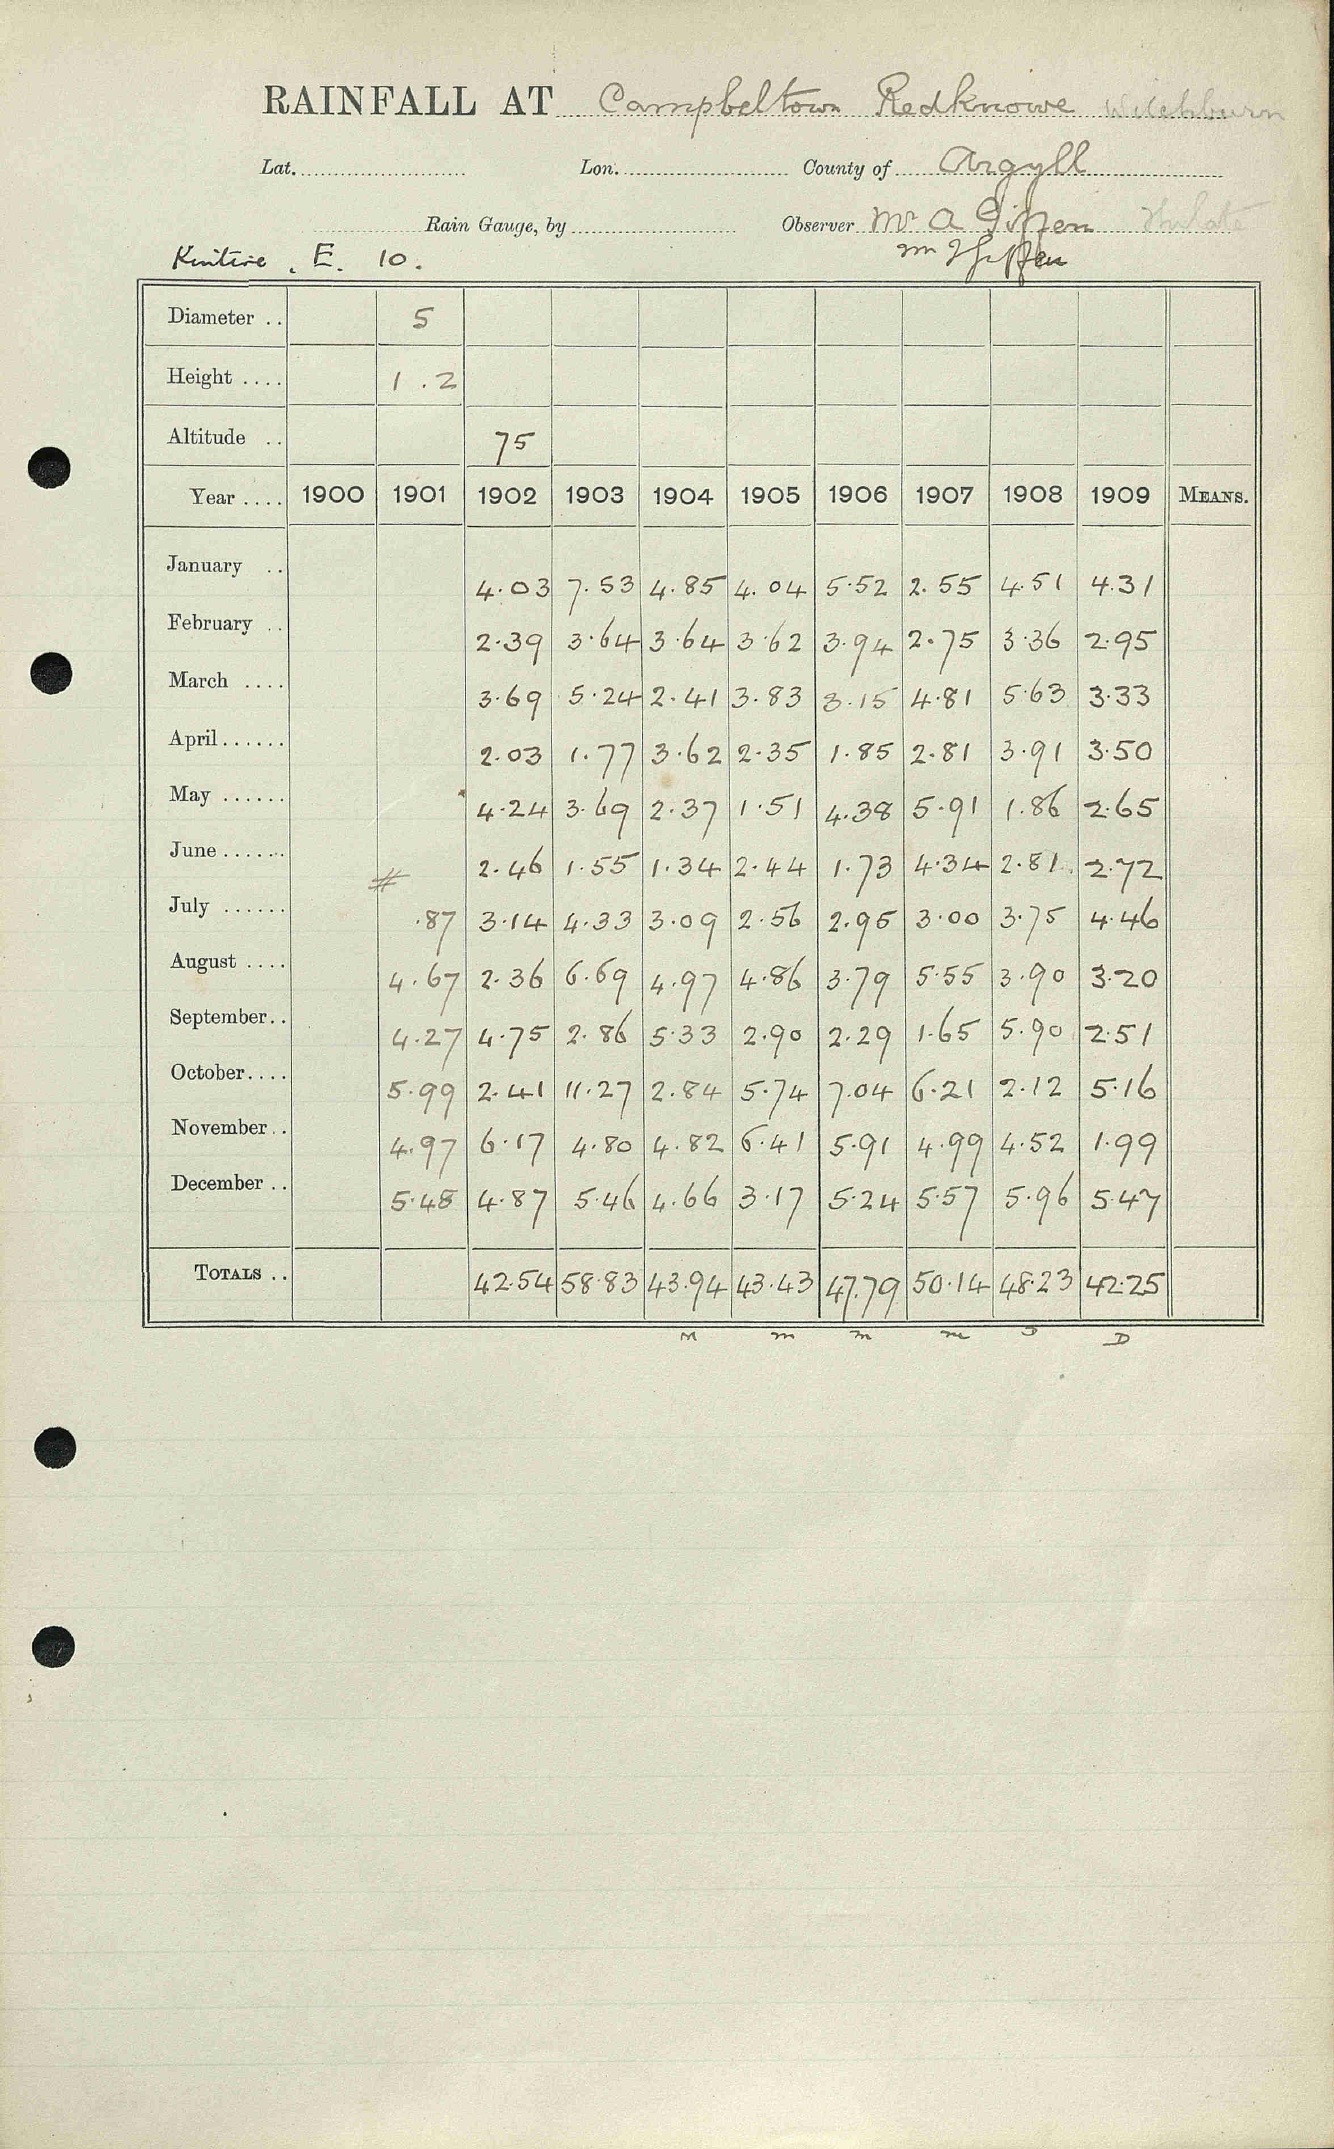 RAINFALL AT Campbeltown Redknowe Witchburn
Lat. Lon. County of Argyll
Rain Gauge, by Observer Mr A Giffen
Kintire . E. 10.
Diameter .. 5
Height .... 1.2
Altitude .. 75
Year .... 1900 1901 1902 1903 1904 1905 1906 1907 1908 1909 MEANS.
January .. 4.03 7.53 4.85 4.04 5.52 2.55 4.51 4.31
February .. 2.39 3.64 3.64 3.62 3.94 2.75 3.36 2.95
March .... 3.69 5.24 2.41 3.83 3.15 4.81 5.63 3.33
April ...... 2.03 1.77 3.62 2.35 1.85 2.81 3.91 3.50
May ...... 4.24 3.69 2.37 1.51 4.38 5.91 1.86 2.65
June ...... 2.46 1.55 1.34 2.44 1.73 4.34 2.81 2.72
July ...... .87 3.14 4.33 3.09 2.56 2.95 3.00 3.75 4.46
August .... 4.67 2.36 6.69 4.97 4.86 3.79 5.55 3.90 3.20
September .. 4.27 4.75 2.86 5.33 2.90 2.29 1.65 5.90 2.51
October .... 5.99 2.41 11.27 2.84 5.74 7.04 6.21 2.12 5.16
November .. 4.97 6.17 4.80 4.82 6.41 5.91 4.99 4.52 1.99
December .. 5.48 4.87 5.46 4.66 3.17 5.24 5.57 5.96 5.47
TOTALS .. 42.54 58.83 43.94 43.43 47.79 50.14 48.23 42.25
M m m m J D